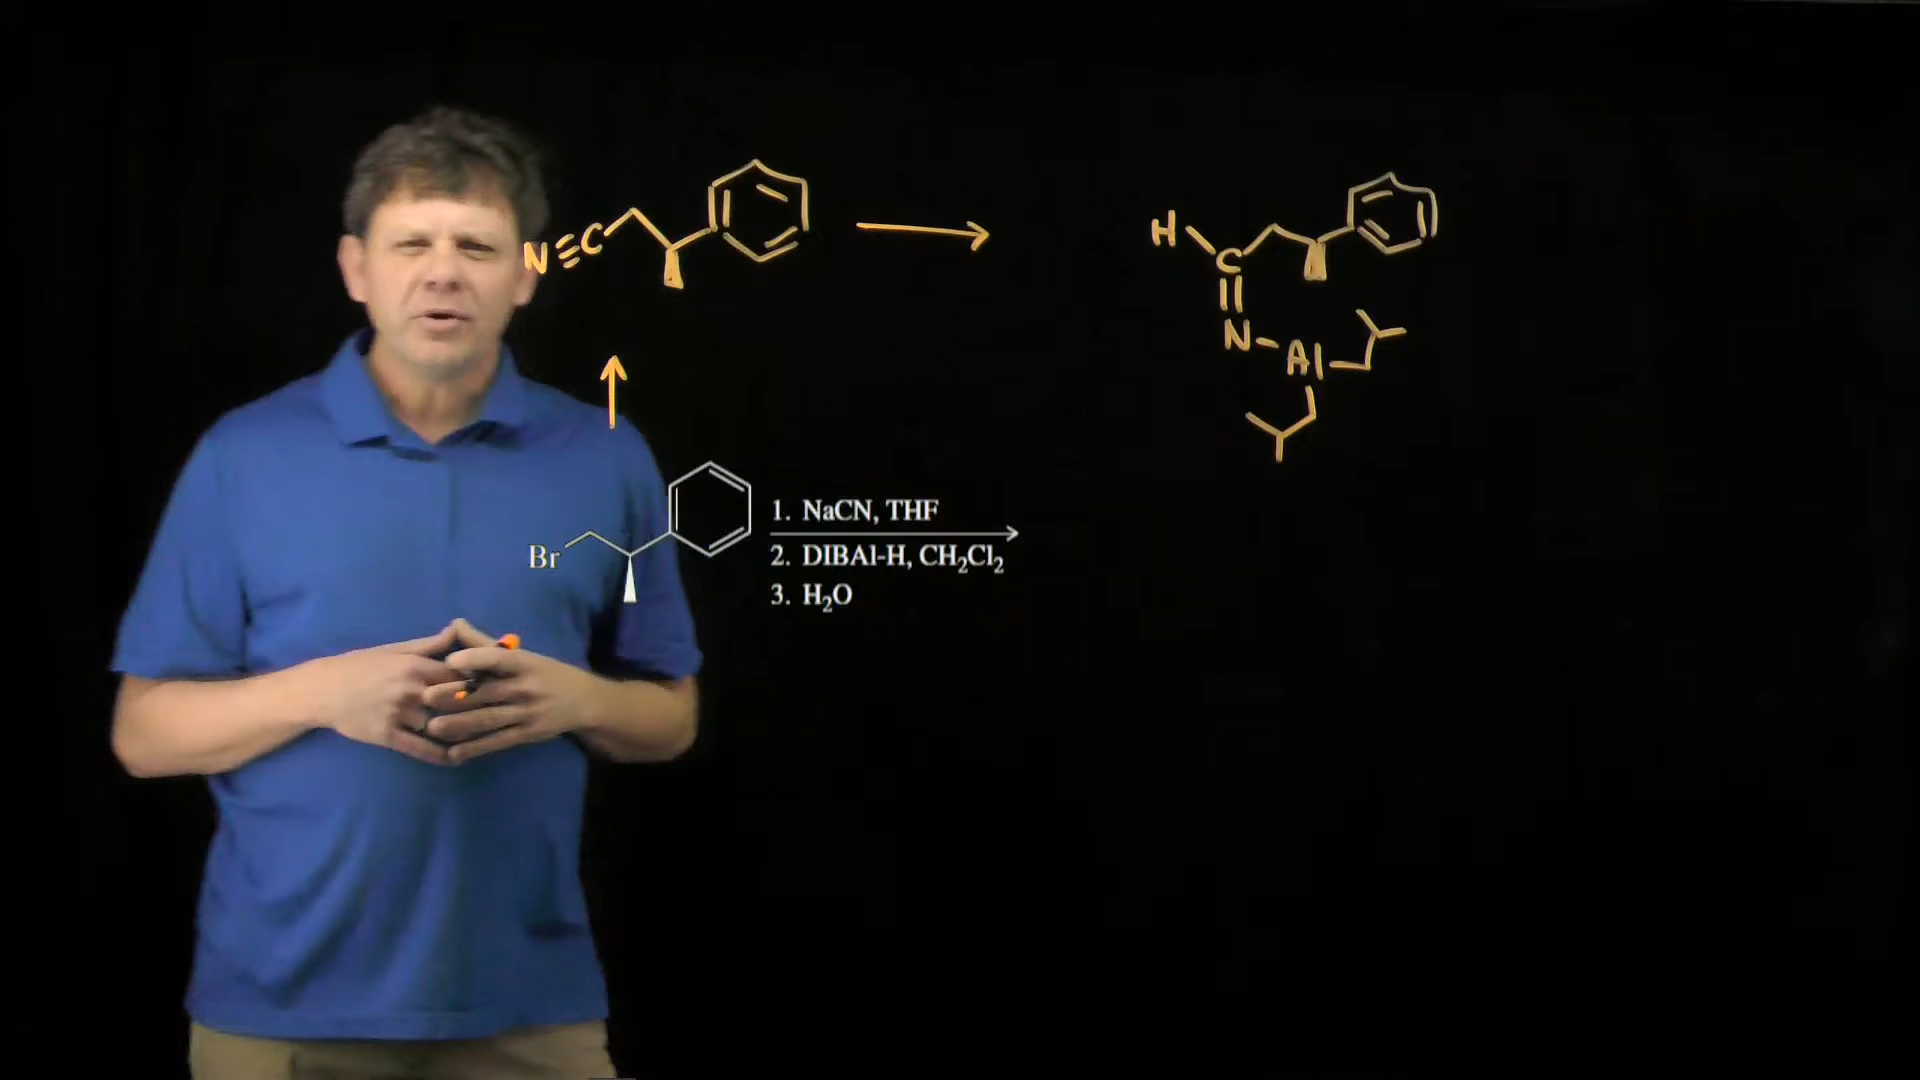 N≡C
H
C
N-Al
Br
1. NaCN, THF
2. DIBAl-H, CH₂Cl₂
3. H₂O